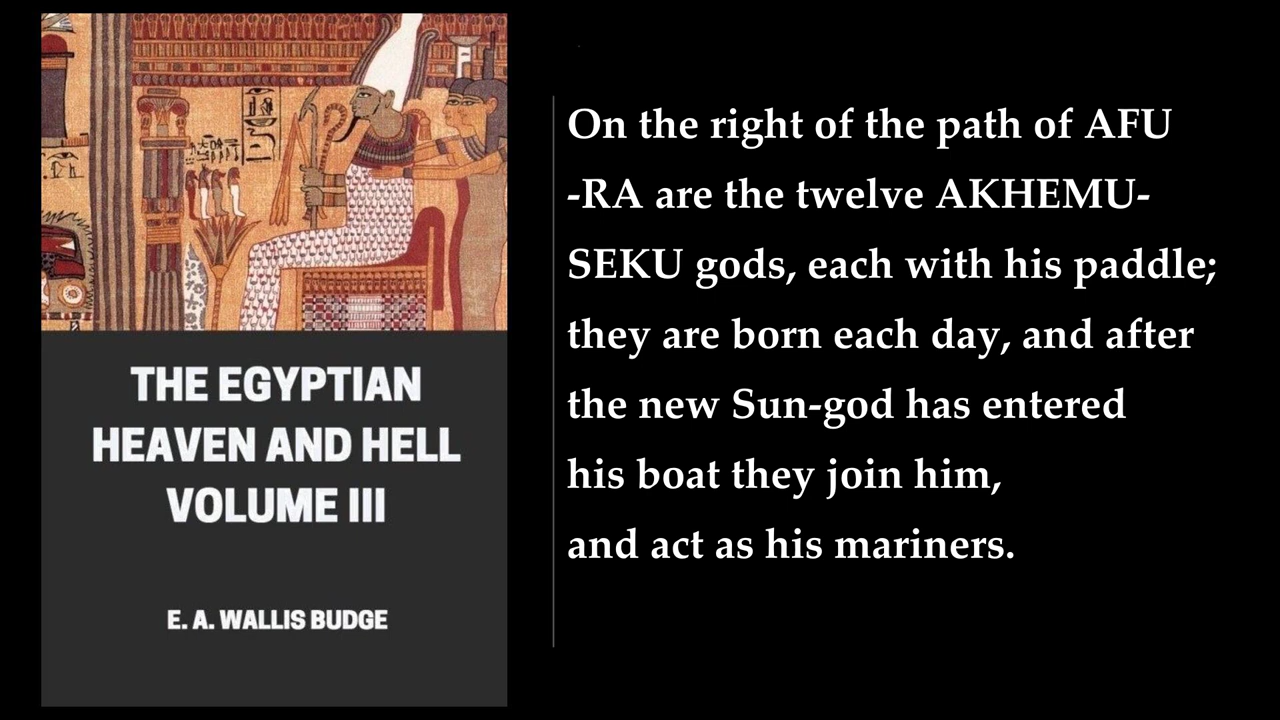 THE EGYPTIAN
HEAVEN AND HELL
VOLUME III
E. A. WALLIS BUDGE
On the right of the path of AFU
-RA are the twelve AKHEMU-
SEKU gods, each with his paddle;
they are born each day, and after
the new Sun-god has entered
his boat they join him,
and act as his mariners.